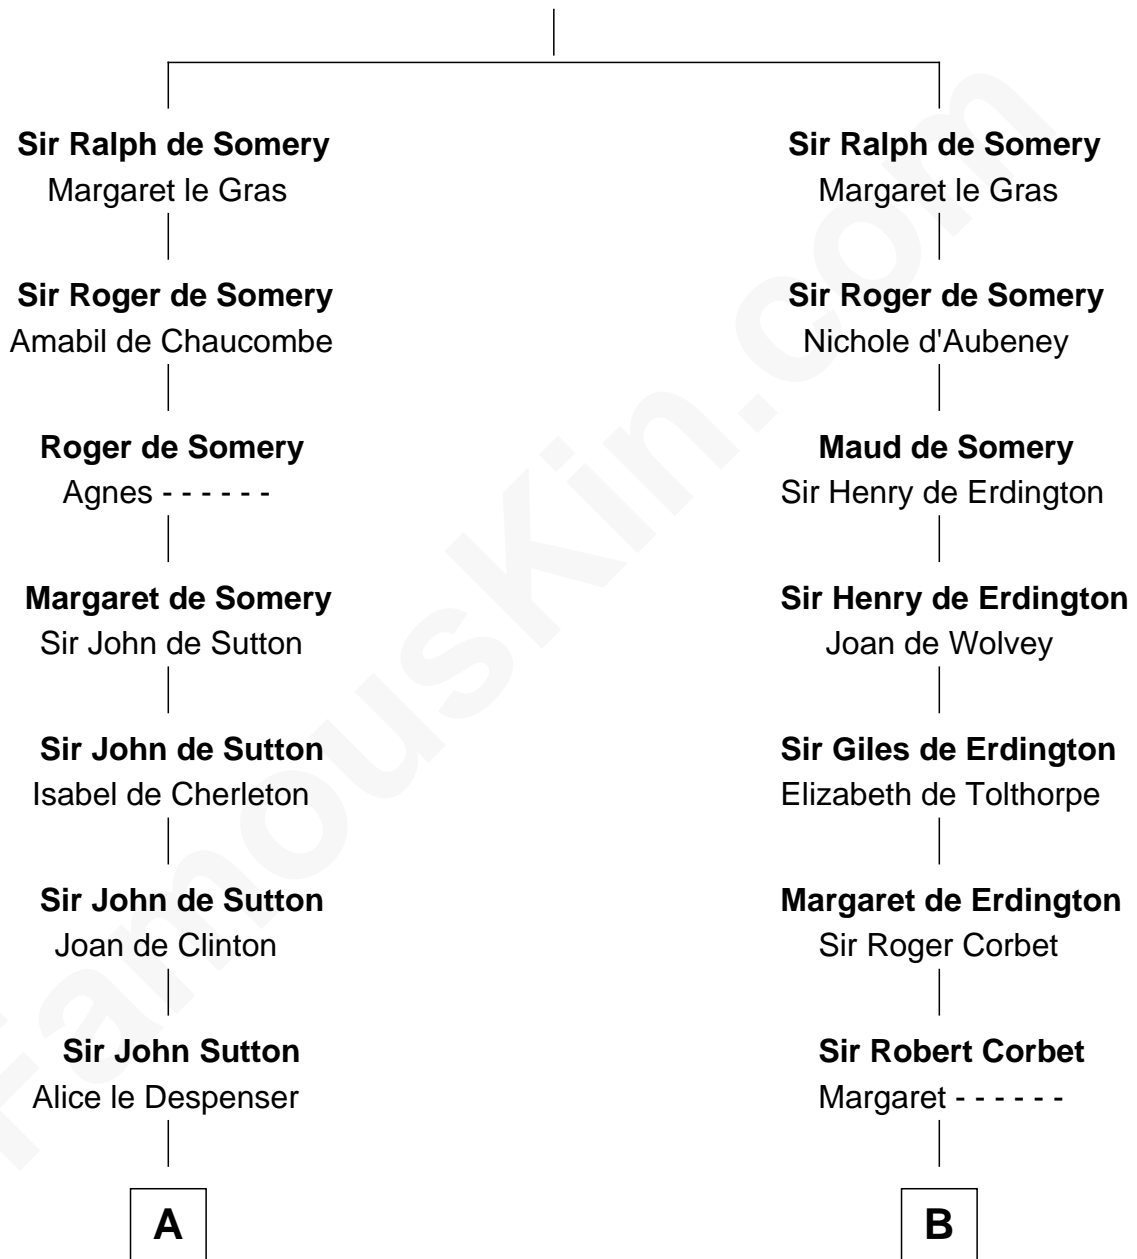 Sir Ralph de Somery
Margaret le Gras
Sir Roger de Somery
Amabil de Chaucombe
Roger de Somery
Agnes - - - - - -
Margaret de Somery
Sir John de Sutton
Sir John de Sutton
Isabel de Cherleton
Sir John de Sutton
Joan de Clinton
Sir John Sutton
Alice le Despenser
A
Sir Ralph de Somery
Margaret le Gras
Sir Roger de Somery
Nichole d'Aubeney
Maud de Somery
Sir Henry de Erdington
Sir Henry de Erdington
Joan de Wolvey
Sir Giles de Erdington
Elizabeth de Tolthorpe
Margaret de Erdington
Sir Roger Corbet
Sir Robert Corbet
Margaret - - - - - -
B
FamousKin.com